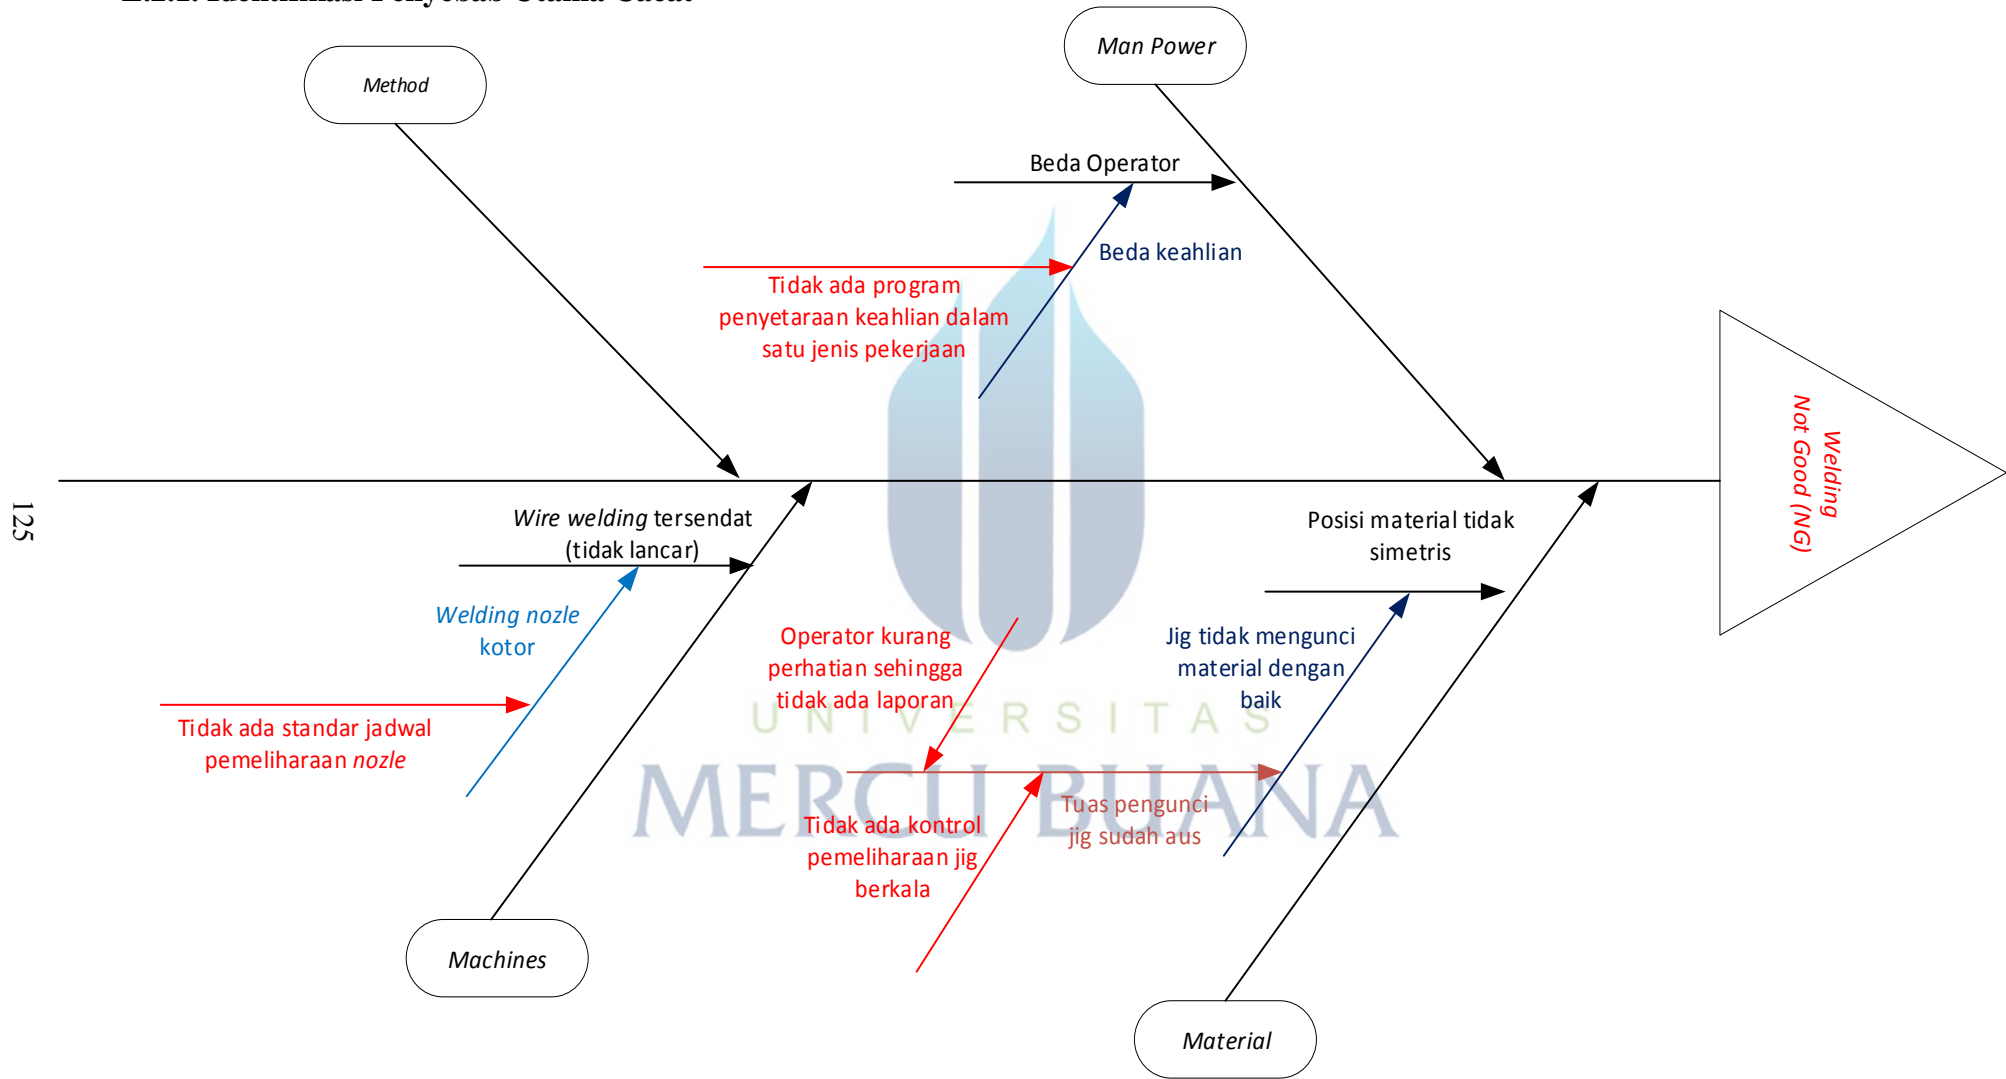 Man Power
Method
Beda Operator
Beda keahlian
Tidak ada program
penyetaraan keahlian dalam
satu jenis pekerjaan
Welding
Not Good (NG)
125
Wire welding tersendat
(tidak lancar)
Posisi material tidak
simetris
Welding nozle
kotor
Operator kurang
perhatian sehingga
tidak ada laporan
Jig tidak mengunci
material dengan
baik
Tidak ada standar jadwal
pemeliharaan nozle
UNIVERSITAS
MERCU BUANA
Tuas pengunci
jig sudah aus
Tidak ada kontrol
pemeliharaan jig
berkala
Machines
Material